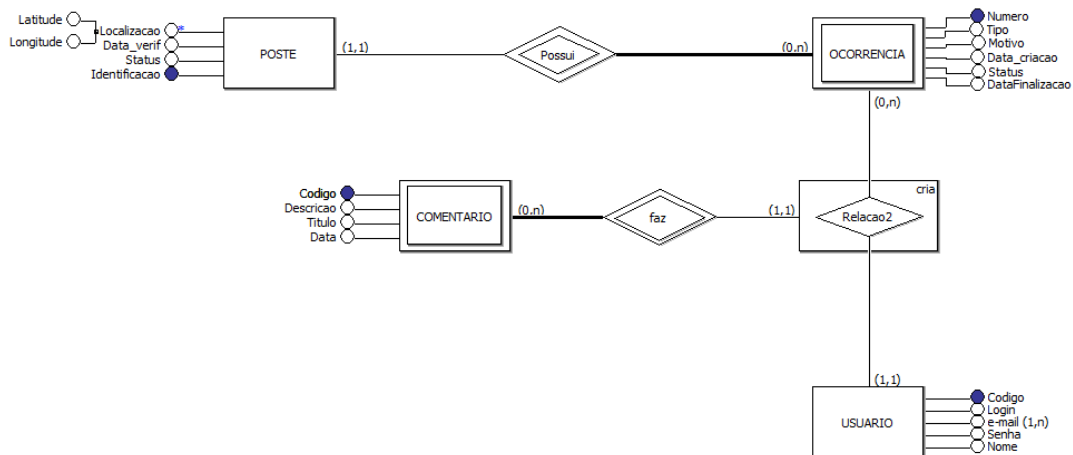 Latitude
Longitude
Localizacao *
Data_verif
Status
Identificacao
POSTE
(1,1)
Possui
(0,n)
OCORRENCIA
Numero
Tipo
Motivo
Data_criacao
Status
DataFinalizacao
(0,n)
Codigo
Descricao
Titulo
Data
COMENTARIO
(0,n)
faz
(1,1)
cria
Relacao2
(1,1)
USUARIO
Codigo
Login
e-mail (1,n)
Senha
Nome